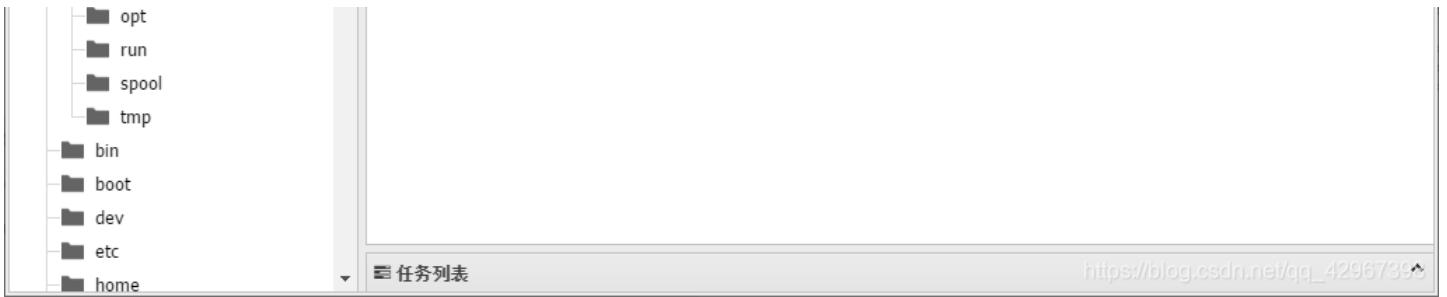 opt
run
spool
tmp
bin
boot
dev
etc
home
任务列表
https://blog.csdn.net/qq_42967398